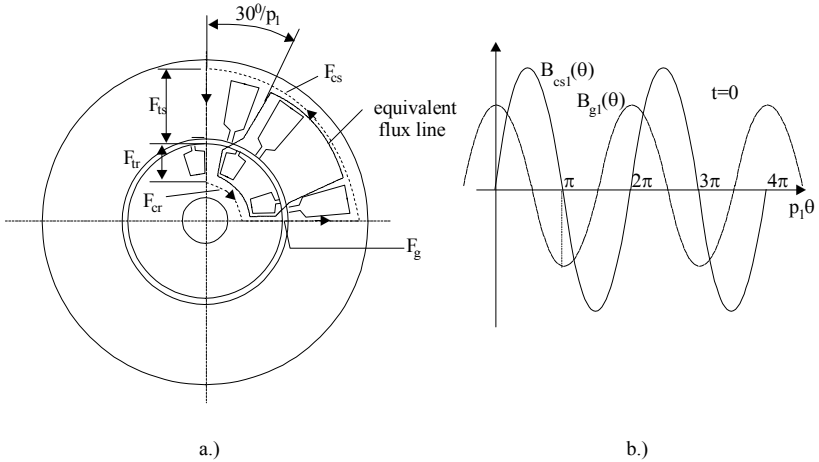 30⁰/p₁
F_cs
F_ts
equivalent
flux line
F_tr
F_cr
F_g
a.)
B_cs1(θ)
B_g1(θ)
t=0
π
2π
3π
4π
p₁θ
b.)